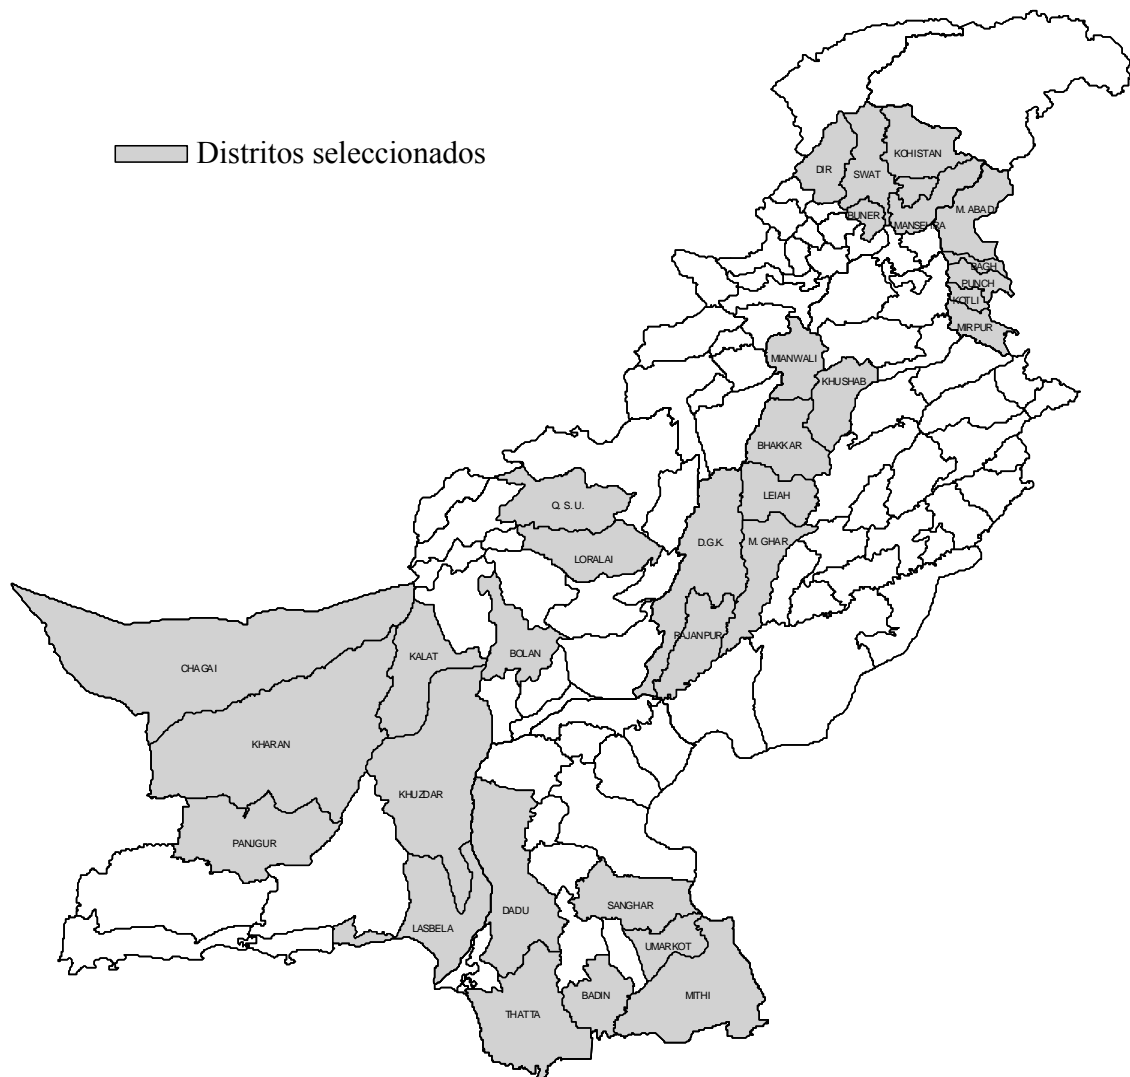 Distritos seleccionados
KOHISTAN
DIR
SWAT
M. ABAD
BUNER
MANSEHRA
BAGH
PUNCH
KOTLI
MIRPUR
MIANWALI
KHUSHAB
BHAKKAR
LEIAH
Q. S. U.
D.G.K.
M. GHAR
LORALAI
RAJANPUR
KALAT
BOLAN
CHAGAI
KHARAN
KHUZDAR
PANJGUR
DADU
SANGHAR
LASBELA
UMARKOT
BADIN
MITHI
THATTA